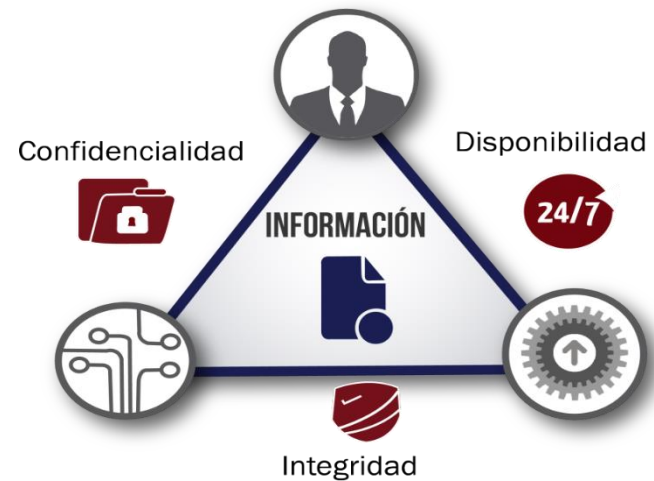 Confidencialidad
Disponibilidad
24/7
INFORMACIÓN
Integridad